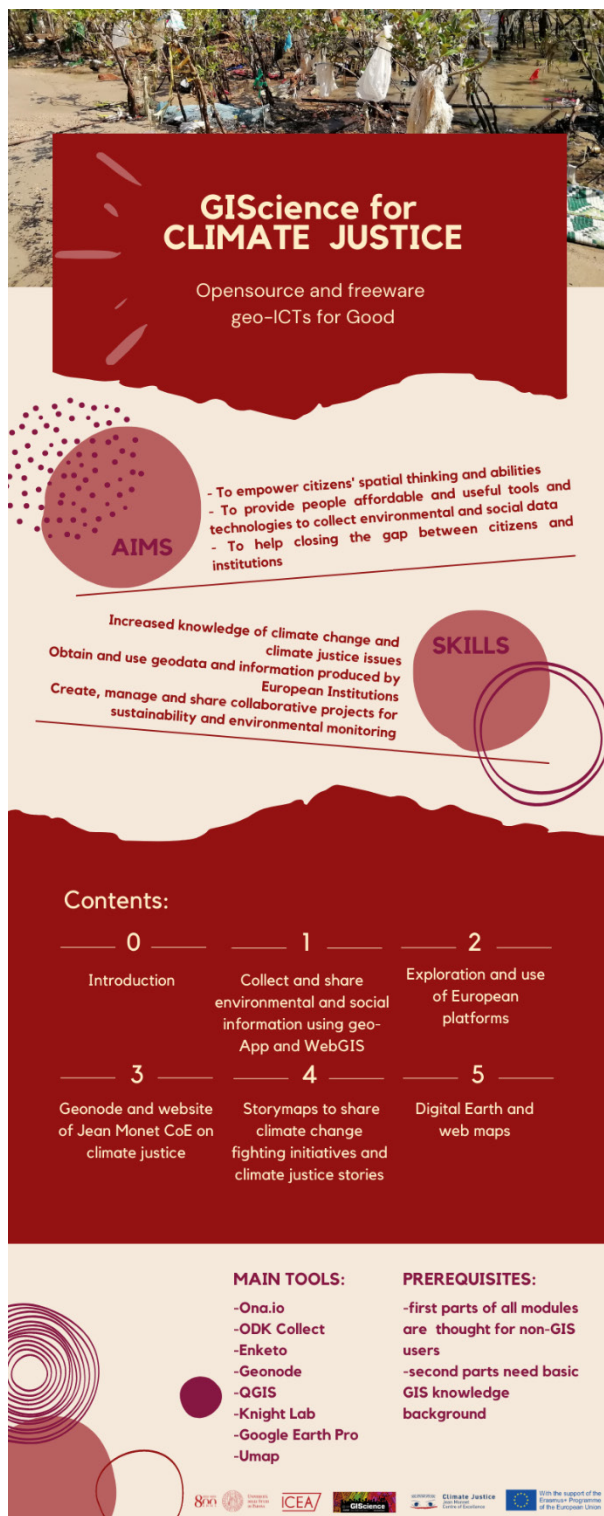 GIScience for
CLIMATE JUSTICE
Opensource and freeware
geo-ICTs for Good
AIMS
- To empower citizens' spatial thinking and abilities
- To provide people affordable and useful tools and
technologies to collect environmental and social data
- To help closing the gap between citizens and
institutions
SKILLS
Increased knowledge of climate change and
climate justice issues
Obtain and use geodata and information produced by
European Institutions
Create, manage and share collaborative projects for
sustainability and environmental monitoring
Contents:
0
Introduction
1
Collect and share
environmental and social
information using geo-
App and WebGIS
2
Exploration and use
of European
platforms
3
Geonode and website
of Jean Monet CoE on
climate justice
4
Storymaps to share
climate change
fighting initiatives and
climate justice stories
5
Digital Earth and
web maps
MAIN TOOLS:
-Ona.io
-ODK Collect
-Enketo
-Geonode
-QGIS
-Knight Lab
-Google Earth Pro
-Umap
PREREQUISITES:
-first parts of all modules
are thought for non-GIS
users
-second parts need basic
GIS knowledge
background
800
ICEA
GIScience
Climate Justice
Jean Monnet
Centre of Excellence
With the support of the
Erasmus+ Programme
of the European Union